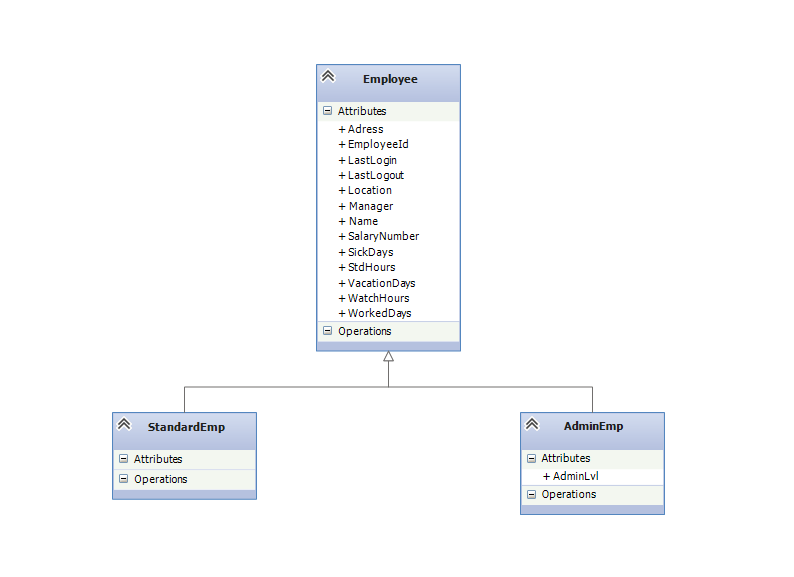 Employee
Attributes
+ Adress
+ EmployeeId
+ LastLogin
+ LastLogout
+ Location
+ Manager
+ Name
+ SalaryNumber
+ SickDays
+ StdHours
+ VacationDays
+ WatchHours
+ WorkedDays
Operations
StandardEmp
Attributes
Operations
AdminEmp
Attributes
+ AdminLvl
Operations